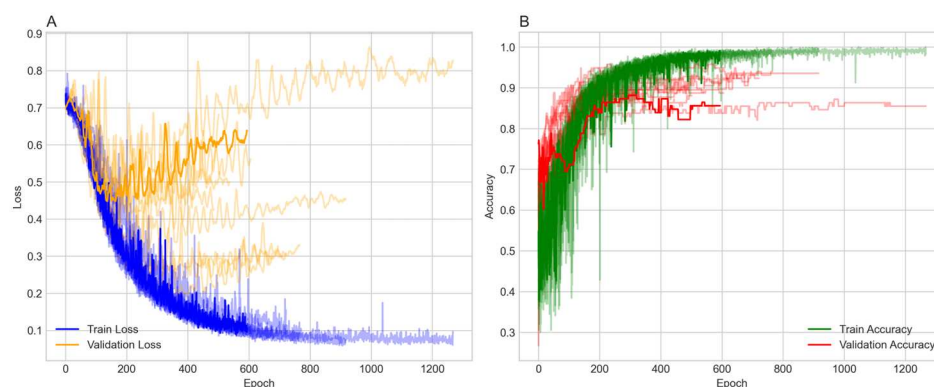 A
0.9
0.8
0.7
0.6
0.5
0.4
0.3
0.2
0.1
Loss
0 200 400 600 800 1000 1200
Epoch
Train Loss
Validation Loss
B
1.0
0.9
0.8
0.7
0.6
0.5
0.4
0.3
Accuracy
0 200 400 600 800 1000 1200
Epoch
Train Accuracy
Validation Accuracy